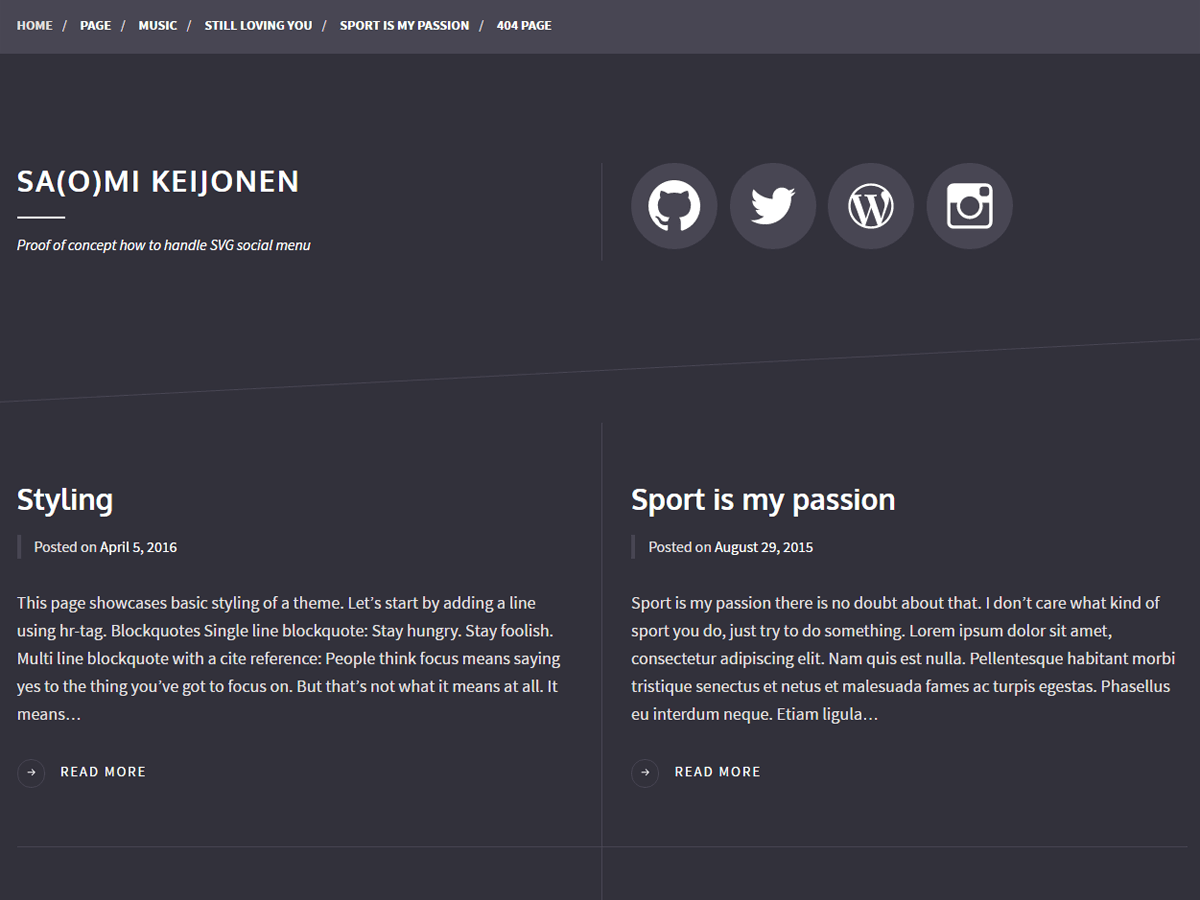 HOME / PAGE / MUSIC / STILL LOVING YOU / SPORT IS MY PASSION / 404 PAGE
SA(O)MI KEIJONEN
Proof of concept how to handle SVG social menu
Styling
Posted on April 5, 2016
This page showcases basic styling of a theme. Let’s start by adding a line
using hr-tag. Blockquotes Single line blockquote: Stay hungry. Stay foolish.
Multi line blockquote with a cite reference: People think focus means saying
yes to the thing you’ve got to focus on. But that’s not what it means at all. It
means…
READ MORE
Sport is my passion
Posted on August 29, 2015
Sport is my passion there is no doubt about that. I don’t care what kind of
sport you do, just try to do something. Lorem ipsum dolor sit amet,
consectetur adipiscing elit. Nam quis est nulla. Pellentesque habitant morbi
tristique senectus et netus et malesuada fames ac turpis egestas. Phasellus
eu interdum neque. Etiam ligula…
READ MORE